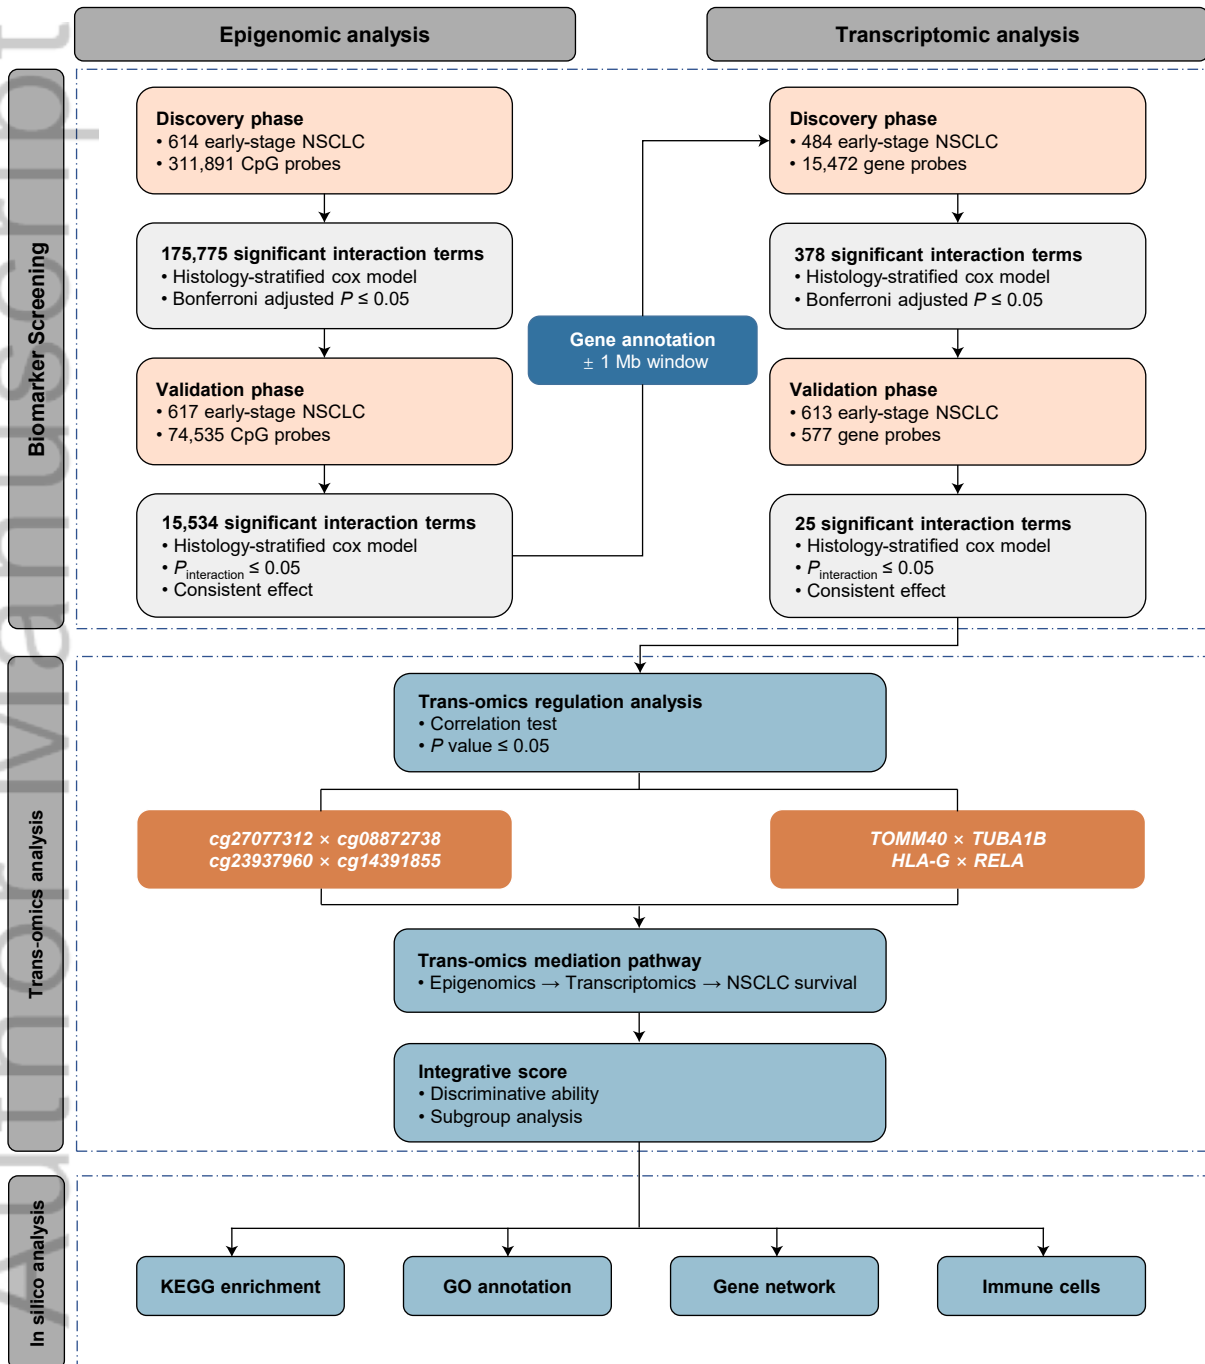 Epigenomic analysis
Transcriptomic analysis
Biomarker Screening
Discovery phase
• 614 early-stage NSCLC
• 311,891 CpG probes
175,775 significant interaction terms
• Histology-stratified cox model
• Bonferroni adjusted P ≤ 0.05
Validation phase
• 617 early-stage NSCLC
• 74,535 CpG probes
15,534 significant interaction terms
• Histology-stratified cox model
• Pinteraction ≤ 0.05
• Consistent effect
Gene annotation
± 1 Mb window
Discovery phase
• 484 early-stage NSCLC
• 15,472 gene probes
378 significant interaction terms
• Histology-stratified cox model
• Bonferroni adjusted P ≤ 0.05
Validation phase
• 613 early-stage NSCLC
• 577 gene probes
25 significant interaction terms
• Histology-stratified cox model
• Pinteraction ≤ 0.05
• Consistent effect
Trans-omics analysis
Trans-omics regulation analysis
• Correlation test
• P value ≤ 0.05
cg27077312 × cg08872738
cg23937960 × cg14391855
TOMM40 × TUBA1B
HLA-G × RELA
Trans-omics mediation pathway
• Epigenomics → Transcriptomics → NSCLC survival
Integrative score
• Discriminative ability
• Subgroup analysis
In silico analysis
KEGG enrichment
GO annotation
Gene network
Immune cells
Author Manuscript